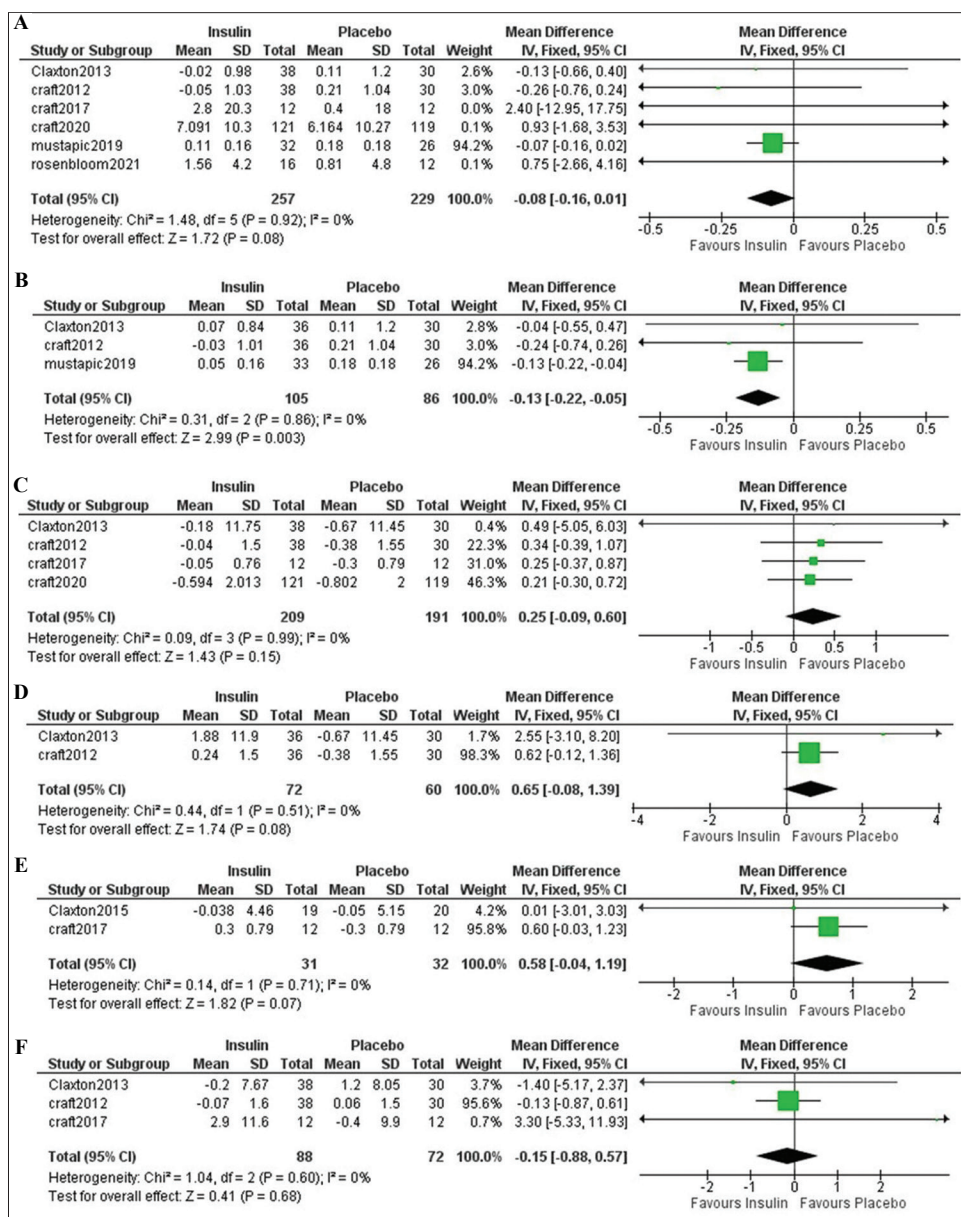 A
Insulin Placebo Mean Difference Mean Difference
Study or Subgroup Mean SD Total Mean SD Total Weight IV, Fixed, 95% CI IV, Fixed, 95% CI
Claxton2013 -0.02 0.98 38 0.11 1.2 30 2.6% -0.13 [-0.66, 0.40]
craft2012 -0.05 1.03 38 0.21 1.04 30 3.0% -0.26 [-0.76, 0.24]
craft2017 2.8 20.3 12 0.4 18 12 0.0% 2.40 [-12.95, 17.75]
craft2020 7.091 10.3 121 6.164 10.27 119 0.1% 0.93 [-1.68, 3.53]
mustapic2019 0.11 0.16 32 0.18 0.18 26 94.2% -0.07 [-0.16, 0.02]
rosenbloom2021 1.56 4.2 16 0.81 4.8 12 0.1% 0.75 [-2.66, 4.16]
Total (95% CI) 257 229 100.0% -0.08 [-0.16, 0.01]
Heterogeneity: Chi² = 1.48, df = 5 (P = 0.92); I² = 0%
Test for overall effect: Z = 1.72 (P = 0.08)
-0.5 -0.25 0 0.25 0.5
Favours Insulin Favours Placebo
B
Insulin Placebo Mean Difference Mean Difference
Study or Subgroup Mean SD Total Mean SD Total Weight IV, Fixed, 95% CI IV, Fixed, 95% CI
Claxton2013 0.07 0.84 36 0.11 1.2 30 2.8% -0.04 [-0.55, 0.47]
craft2012 -0.03 1.01 36 0.21 1.04 30 3.0% -0.24 [-0.74, 0.26]
mustapic2019 0.05 0.16 33 0.18 0.18 26 94.2% -0.13 [-0.22, -0.04]
Total (95% CI) 105 86 100.0% -0.13 [-0.22, -0.05]
Heterogeneity: Chi² = 0.31, df = 2 (P = 0.86); I² = 0%
Test for overall effect: Z = 2.99 (P = 0.003)
-0.5 -0.25 0 0.25 0.5
Favours Insulin Favours Placebo
C
Insulin Placebo Mean Difference Mean Difference
Study or Subgroup Mean SD Total Mean SD Total Weight IV, Fixed, 95% CI IV, Fixed, 95% CI
Claxton2013 -0.18 11.75 38 -0.67 11.45 30 0.4% 0.49 [-5.05, 6.03]
craft2012 -0.04 1.5 38 -0.38 1.55 30 22.3% 0.34 [-0.39, 1.07]
craft2017 -0.05 0.76 12 -0.3 0.79 12 31.0% 0.25 [-0.37, 0.87]
craft2020 -0.594 2.013 121 -0.802 2 119 46.3% 0.21 [-0.30, 0.72]
Total (95% CI) 209 191 100.0% 0.25 [-0.09, 0.60]
Heterogeneity: Chi² = 0.09, df = 3 (P = 0.99); I² = 0%
Test for overall effect: Z = 1.43 (P = 0.15)
-1 -0.5 0 0.5 1
Favours Insulin Favours Placebo
D
Insulin Placebo Mean Difference Mean Difference
Study or Subgroup Mean SD Total Mean SD Total Weight IV, Fixed, 95% CI IV, Fixed, 95% CI
Claxton2013 1.88 11.9 36 -0.67 11.45 30 1.7% 2.55 [-3.10, 8.20]
craft2012 0.24 1.5 36 -0.38 1.55 30 98.3% 0.62 [-0.12, 1.36]
Total (95% CI) 72 60 100.0% 0.65 [-0.08, 1.39]
Heterogeneity: Chi² = 0.44, df = 1 (P = 0.51); I² = 0%
Test for overall effect: Z = 1.74 (P = 0.08)
-4 -2 0 2 4
Favours Insulin Favours Placebo
E
Insulin Placebo Mean Difference Mean Difference
Study or Subgroup Mean SD Total Mean SD Total Weight IV, Fixed, 95% CI IV, Fixed, 95% CI
Claxton2015 -0.038 4.46 19 -0.05 5.15 20 4.2% 0.01 [-3.01, 3.03]
craft2017 0.3 0.79 12 -0.3 0.79 12 95.8% 0.60 [-0.03, 1.23]
Total (95% CI) 31 32 100.0% 0.58 [-0.04, 1.19]
Heterogeneity: Chi² = 0.14, df = 1 (P = 0.71); I² = 0%
Test for overall effect: Z = 1.82 (P = 0.07)
-2 -1 0 1 2
Favours Insulin Favours Placebo
F
Insulin Placebo Mean Difference Mean Difference
Study or Subgroup Mean SD Total Mean SD Total Weight IV, Fixed, 95% CI IV, Fixed, 95% CI
Claxton2013 -0.2 7.67 38 1.2 8.05 30 3.7% -1.40 [-5.17, 2.37]
craft2012 -0.07 1.6 38 0.06 1.5 30 95.6% -0.13 [-0.87, 0.61]
craft2017 2.9 11.6 12 -0.4 9.9 12 0.7% 3.30 [-5.33, 11.93]
Total (95% CI) 88 72 100.0% -0.15 [-0.88, 0.57]
Heterogeneity: Chi² = 1.04, df = 2 (P = 0.60); I² = 0%
Test for overall effect: Z = 0.41 (P = 0.68)
-2 -1 0 1 2
Favours Insulin Favours Placebo